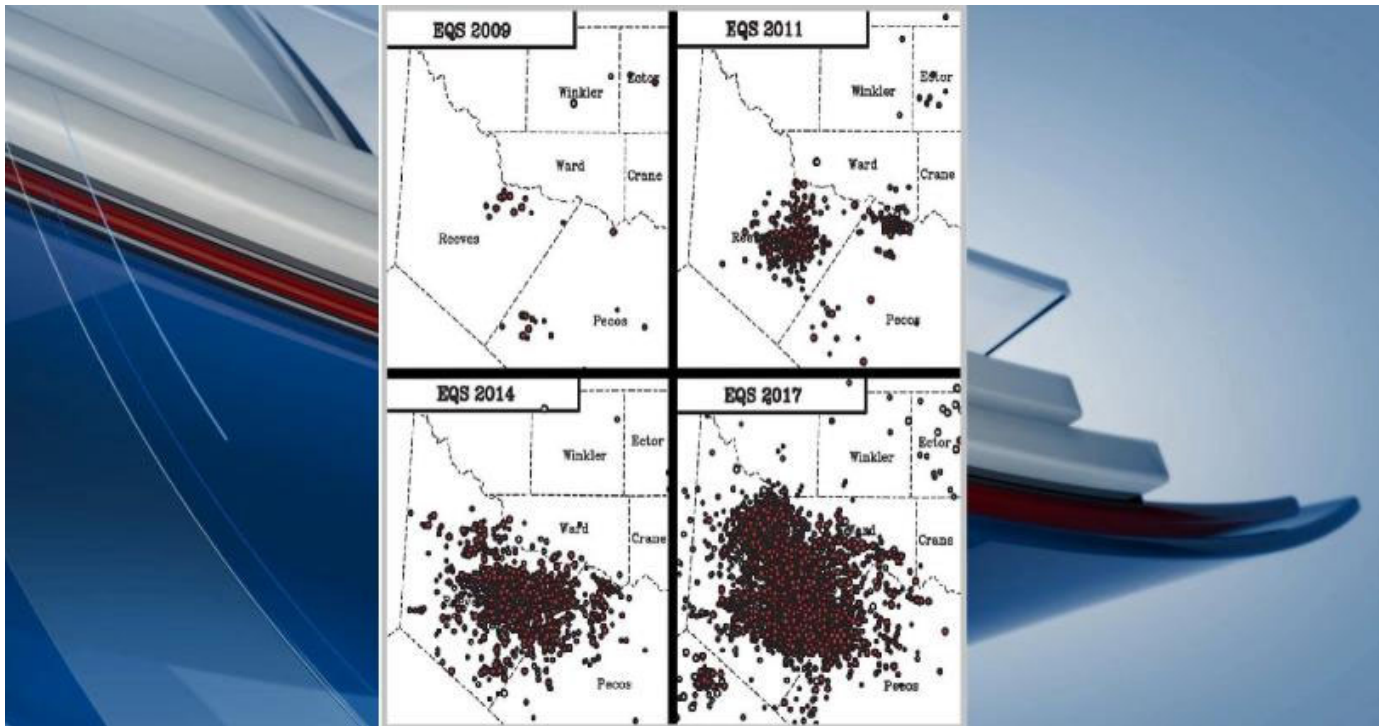 EQS 2009
Ector
Winkler
Ward
Crane
Reeves
Pecos
EQS 2011
Ector
Winkler
Ward
Crane
Pecos
EQS 2014
Ector
Winkler
Ward
Crane
Pecos
EQS 2017
Ector
Winkler
Ward
Crane
Pecos